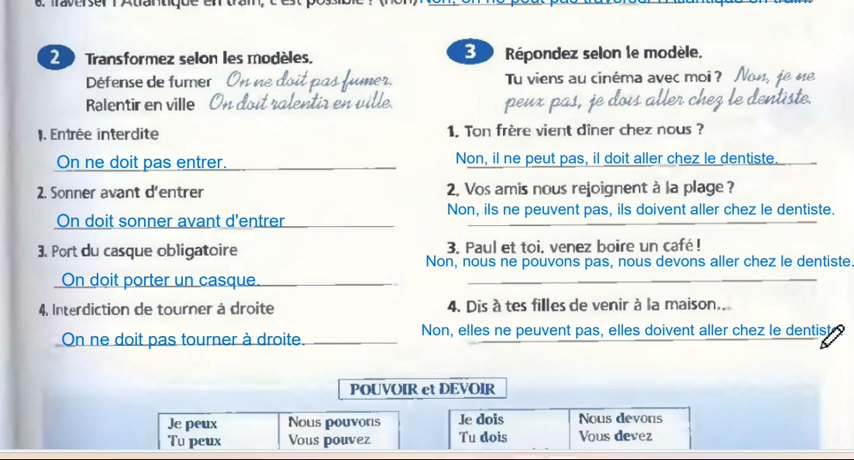 6. Traverser l'Atlantique en train, c'est possible ? (non) Non, on ne peut pas traverser l'Atlantique en train.
2 Transformez selon les modèles.
Défense de fumer On ne doit pas fumer.
Ralentir en ville On doit ralentir en ville.
1. Entrée interdite
On ne doit pas entrer.
2. Sonner avant d'entrer
On doit sonner avant d'entrer
3. Port du casque obligatoire
On doit porter un casque.
4. Interdiction de tourner à droite
On ne doit pas tourner à droite.
3 Répondez selon le modèle.
Tu viens au cinéma avec moi ? Non, je ne
peux pas, je dois aller chez le dentiste.
1. Ton frère vient dîner chez nous ?
Non, il ne peut pas, il doit aller chez le dentiste.
2. Vos amis nous rejoignent à la plage ?
Non, ils ne peuvent pas, ils doivent aller chez le dentiste.
3. Paul et toi, venez boire un café !
Non, nous ne pouvons pas, nous devons aller chez le dentiste.
4. Dis à tes filles de venir à la maison...
Non, elles ne peuvent pas, elles doivent aller chez le dentist
POUVOIR et DEVOIR
Je peux Nous pouvons Je dois Nous devons
Tu peux Vous pouvez Tu dois Vous devez